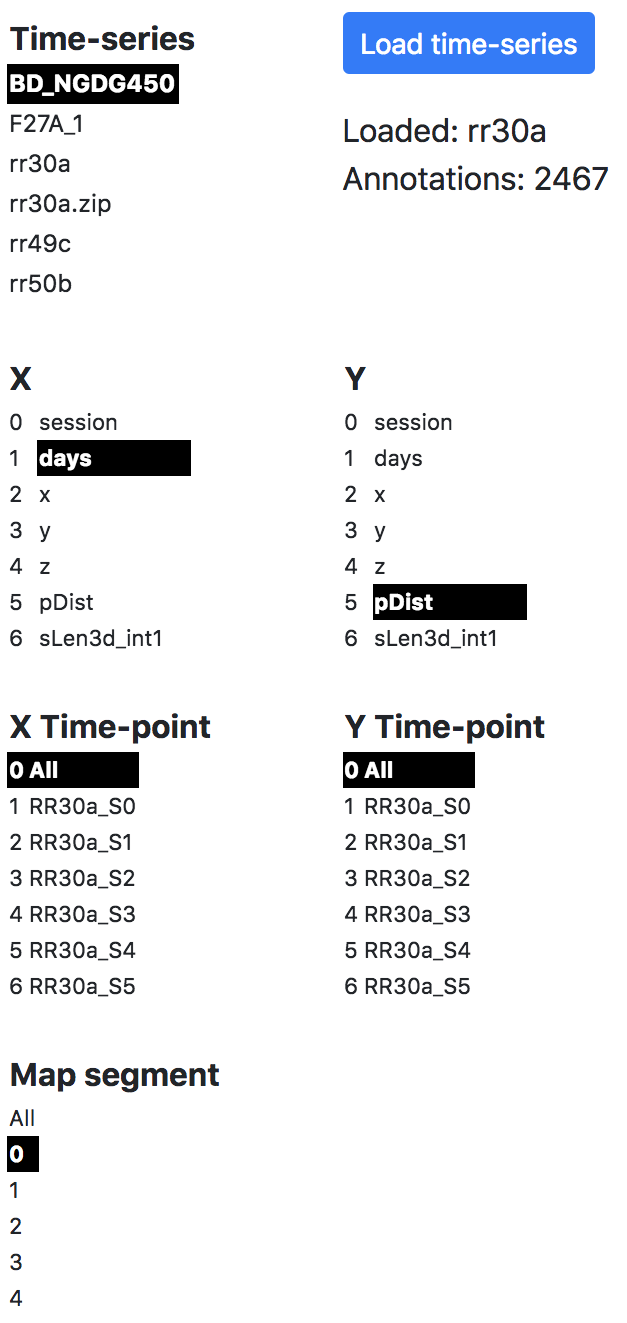 Time-series
Load time-series
BD_NGDG450
F27A_1
Loaded: rr30a
rr30a
Annotations: 2467
rr30a.zip
rr49c
rr50b
X
Y
0 session
0 session
1 days
1 days
2 x
2 x
3 y
3 y
4 z
4 z
5 pDist
5 pDist
6 sLen3d_int1
6 sLen3d_int1
X Time-point
Y Time-point
0 All
0 All
1 RR30a_S0
1 RR30a_S0
2 RR30a_S1
2 RR30a_S1
3 RR30a_S2
3 RR30a_S2
4 RR30a_S3
4 RR30a_S3
5 RR30a_S4
5 RR30a_S4
6 RR30a_S5
6 RR30a_S5
Map segment
All
0
1
2
3
4